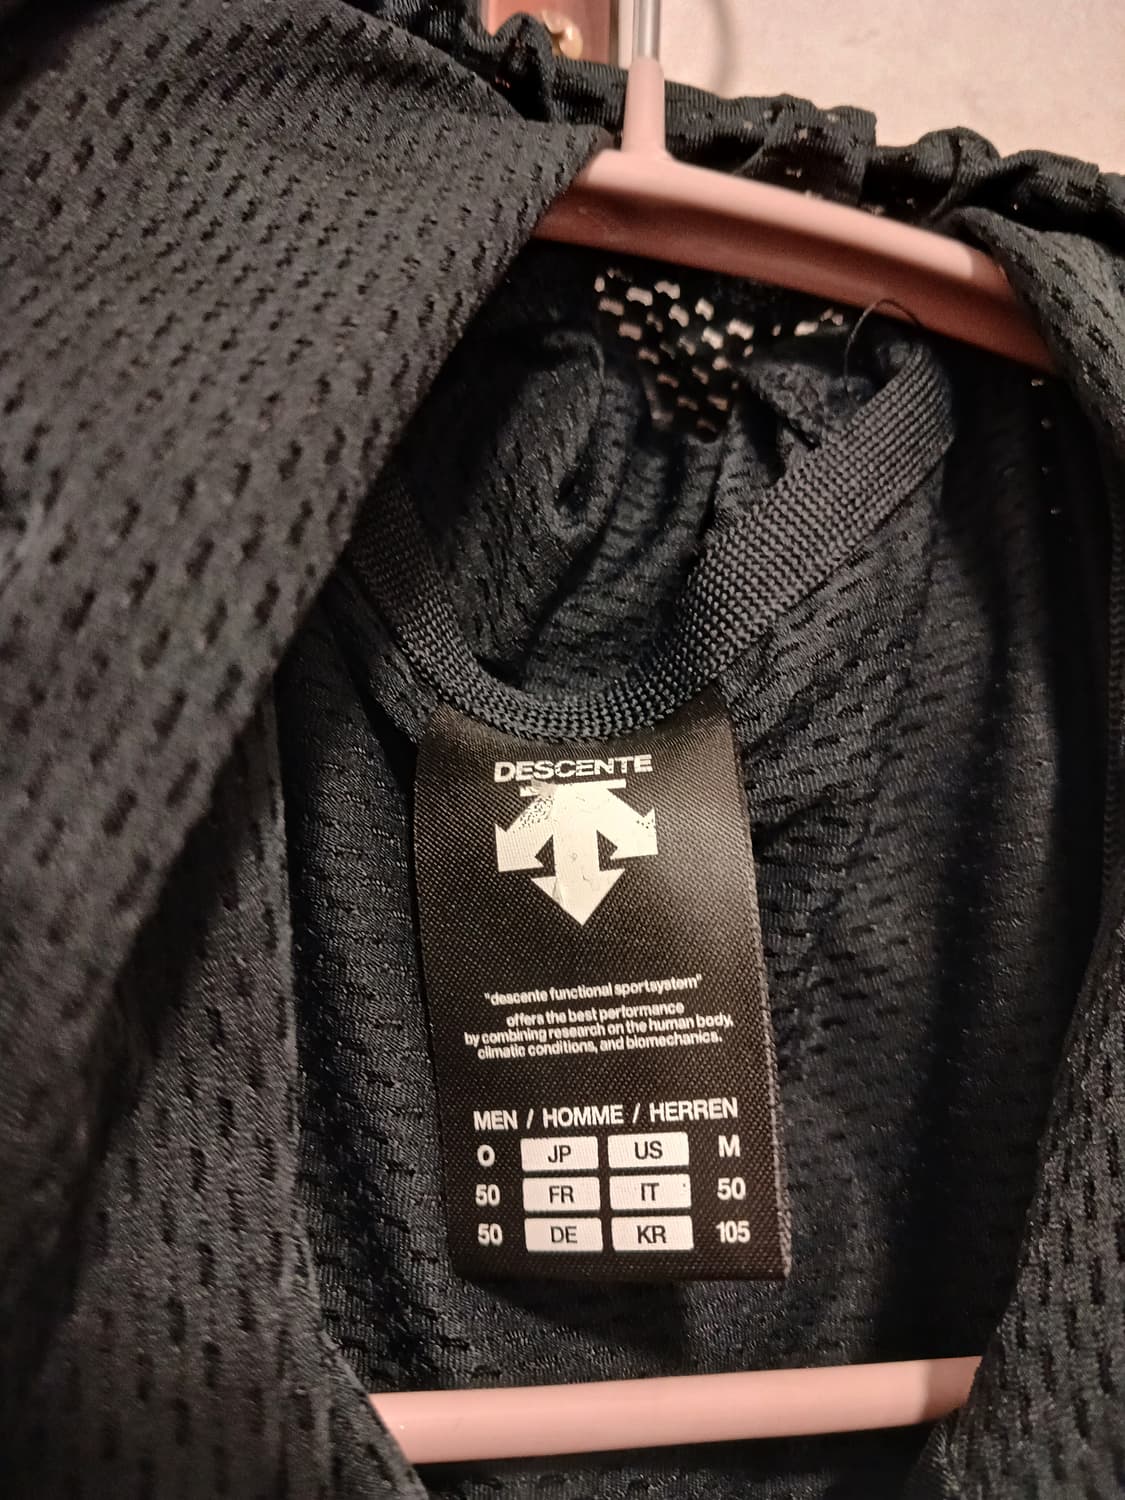 DESCENTE
"descente functional sportsystem"
offers the best performance
by combining research on the human body,
climatic conditions, and biomechanics.
MEN / HOMME / HERREN
O JP US M
50 FR IT 50
50 DE KR 105